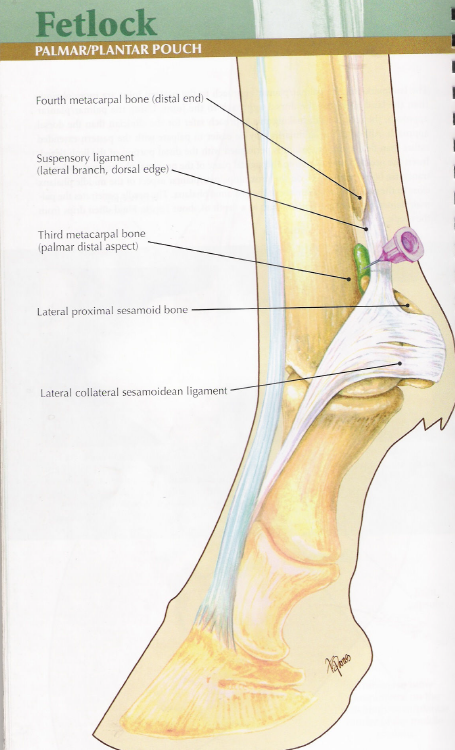 Fetlock
PALMAR/PLANTAR POUCH
Fourth metacarpal bone (distal end)
Suspensory ligament
(lateral branch, dorsal edge)
Third metacarpal bone
(palmar distal aspect)
Lateral proximal sesamoid bone
Lateral collateral sesamoidean ligament